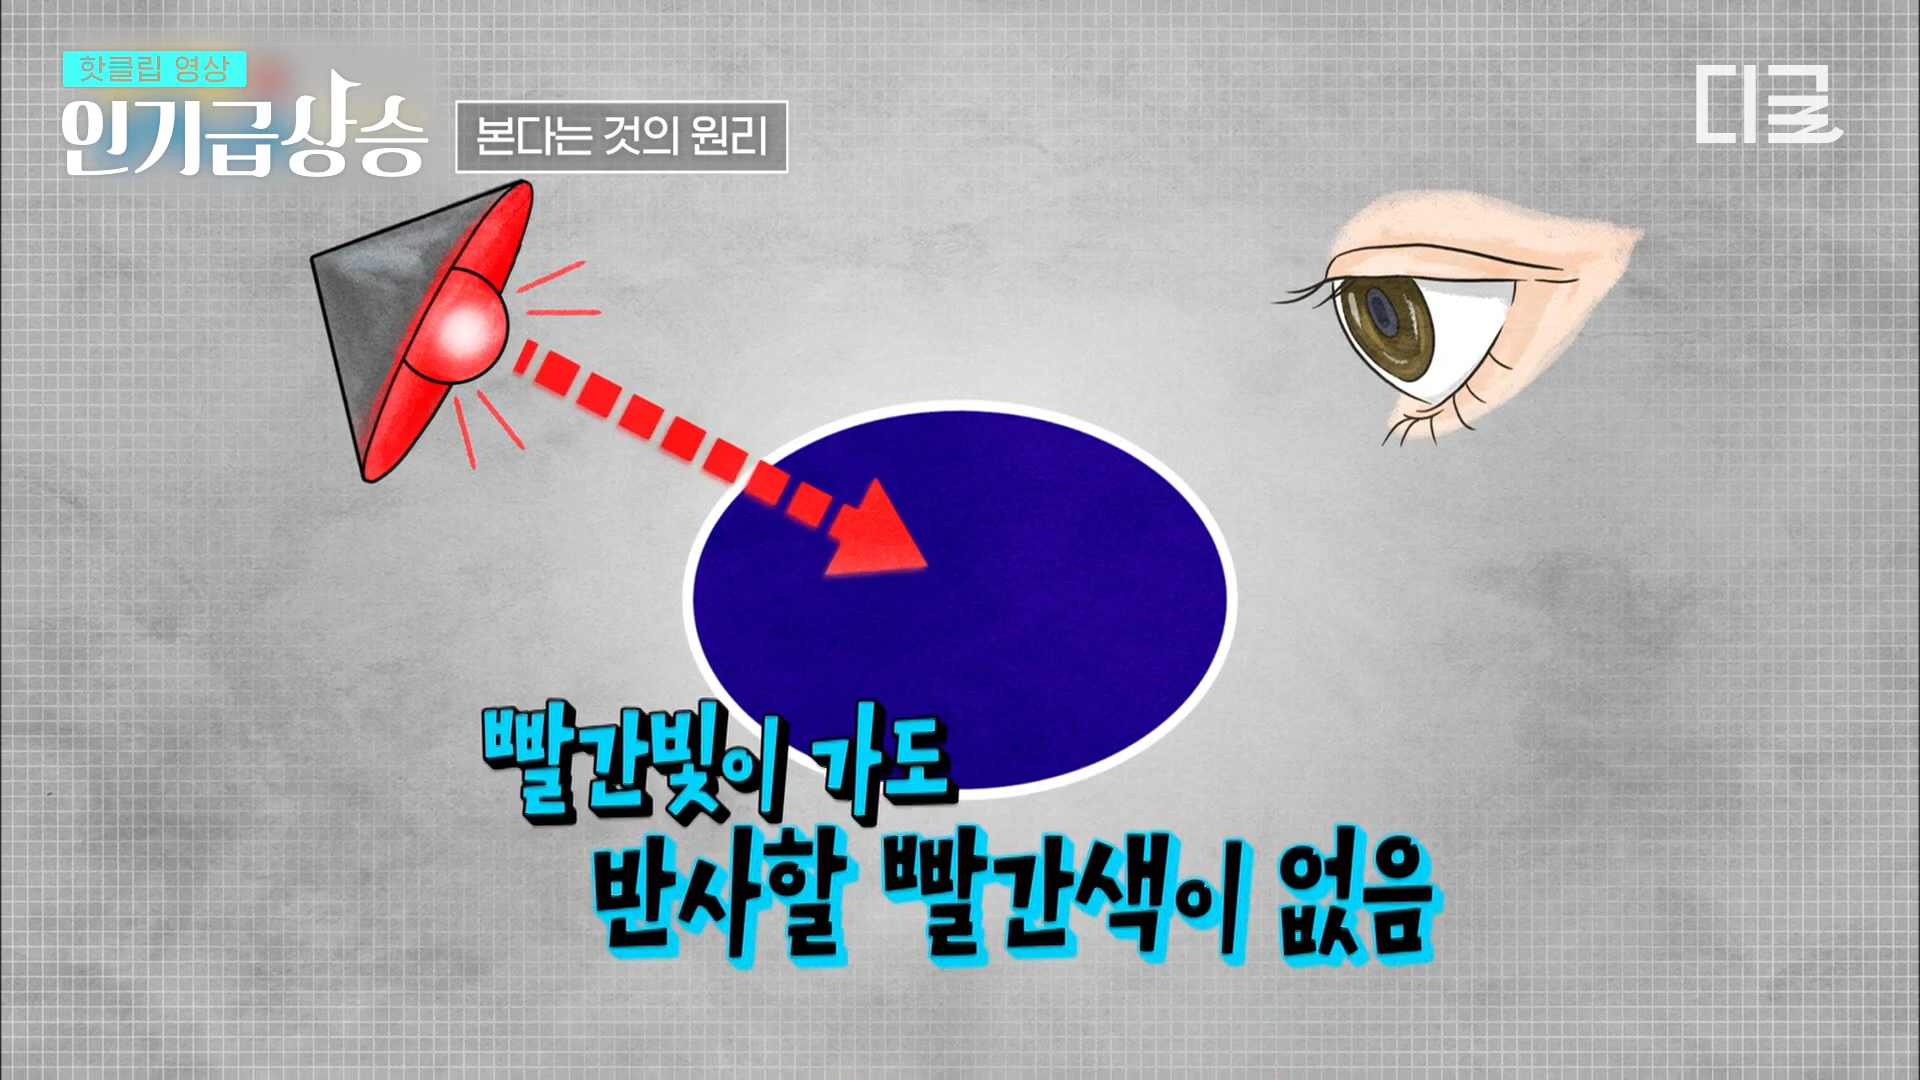 핫클립 영상
인기급상승
본다는 것의 원리
디글
빨간빛이 가도
반사할 빨간색이 없음